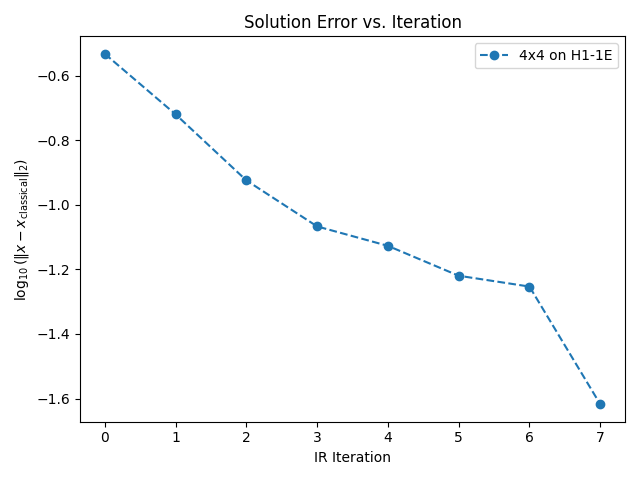 Solution Error vs. Iteration
4x4 on H1-1E
log₁₀ (‖x − x_classical‖₂)
−0.6
−0.8
−1.0
−1.2
−1.4
−1.6
0 1 2 3 4 5 6 7
IR Iteration